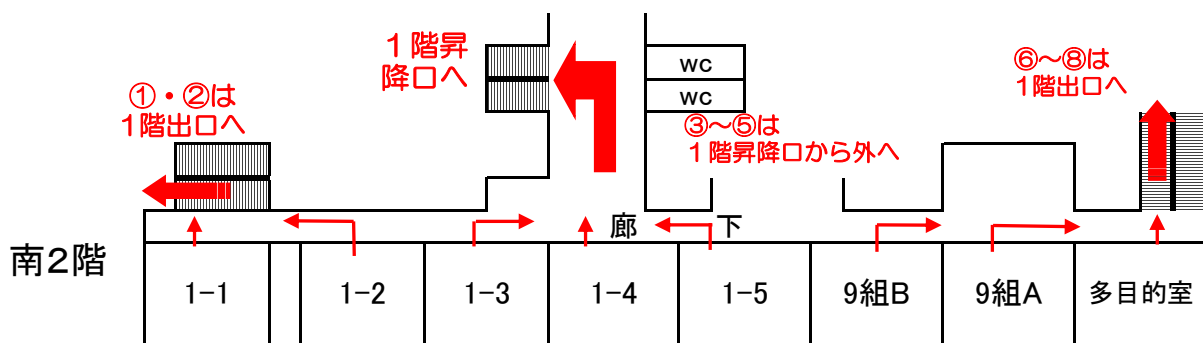 1階昇
降口へ
WC
WC
⑥～⑧は
1階出口へ
①・②は
1階出口へ
③～⑤は
1階昇降口から外へ
廊 下
南2階
1-1
1-2
1-3
1-4
1-5
9組B
9組A
多目的室